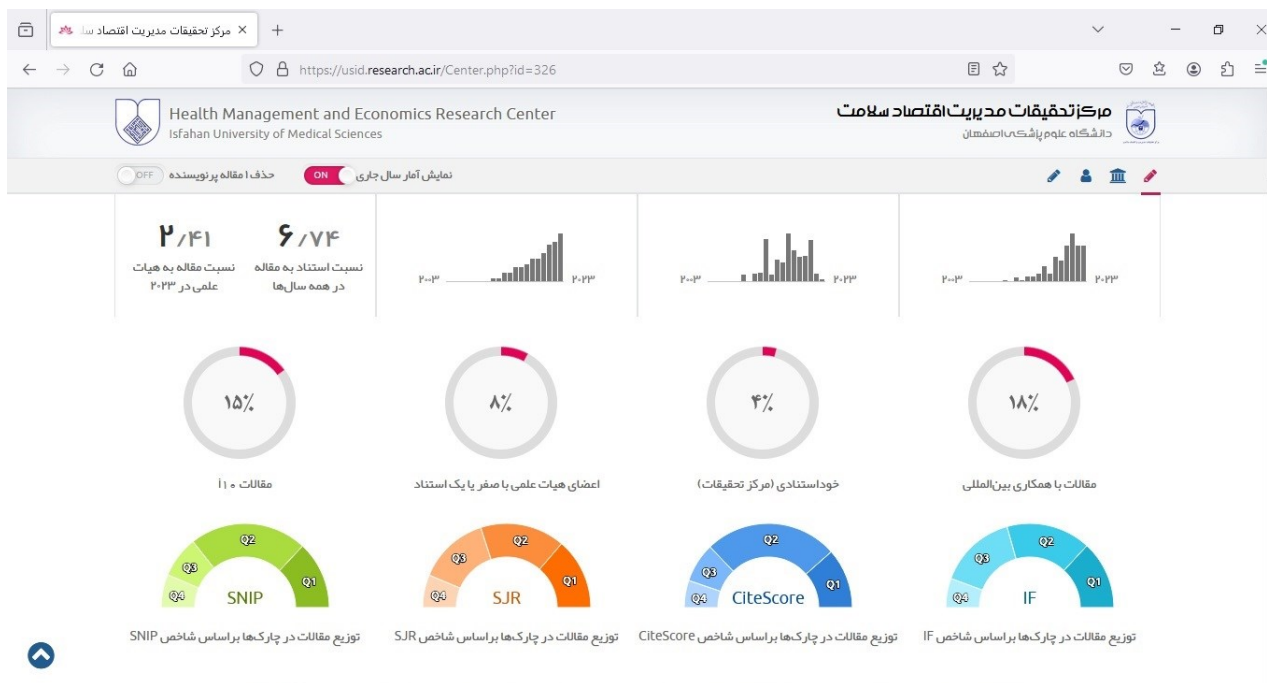 مرکز تحقیقات مدیریت اقتصاد سلا
https://usid.research.ac.ir/Center.php?id=326
Health Management and Economics Research Center
مرکز تحقیقات مدیریت اقتصاد سلامت
Isfahan University of Medical Sciences
دانشگاه علوم پزشکی اصفهان
نمایش آمار سال جاری
ON
حذف ۱ مقاله پر نویسنده
OFF
۲۰۰۳ ۲۰۲۳
۲۰۰۳ ۲۰۲۳
۲۰۰۳ ۲۰۲۳
۶/۷۴
نسبت استناد به مقاله
در همه سال‌ها
۲/۴۱
نسبت مقاله به هیات
علمی در ۲۰۲۳
۱۸٪
مقالات با همکاری بین‌المللی
۴٪
خوداستنادی (مرکز تحقیقات)
۸٪
اعضای هیات علمی با صفر یا یک استناد
۱۵٪
مقالات i۱۰
Q1 Q2 Q3 Q4
IF
توزیع مقالات در چارک‌ها براساس شاخص IF
Q1 Q2 Q3 Q4
CiteScore
توزیع مقالات در چارک‌ها براساس شاخص CiteScore
Q1 Q2 Q3 Q4
SJR
توزیع مقالات در چارک‌ها براساس شاخص SJR
Q1 Q2 Q3 Q4
SNIP
توزیع مقالات در چارک‌ها براساس شاخص SNIP